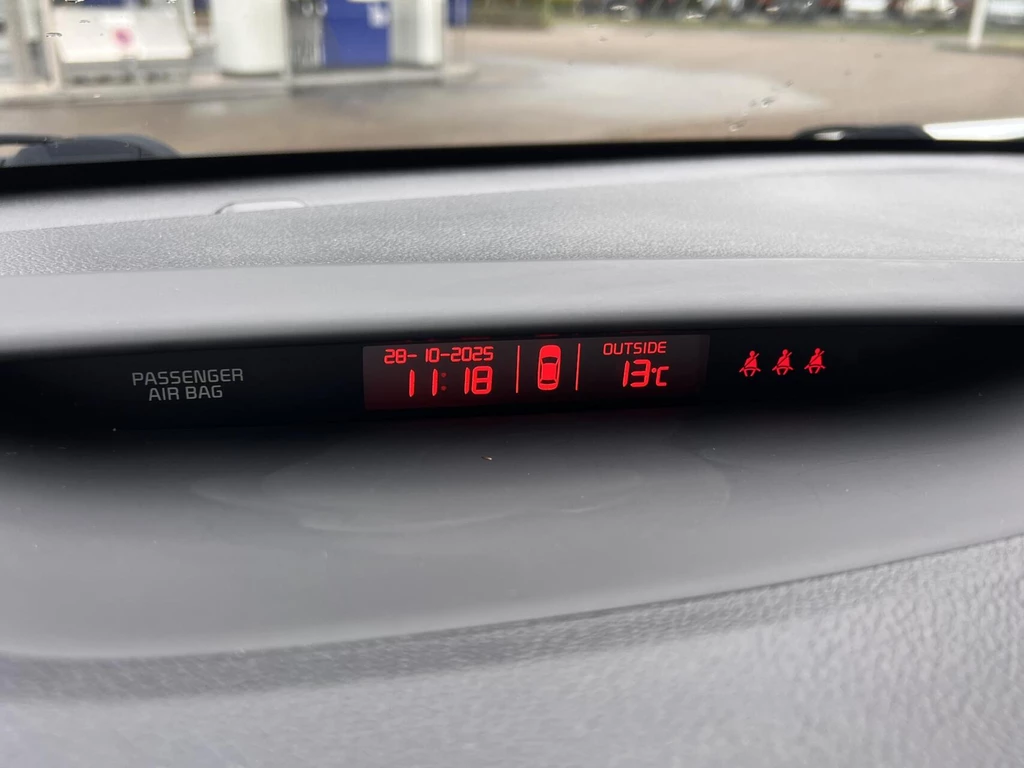 PASSENGER
AIR BAG
28-10-2025
11:18
OUTSIDE
13°C